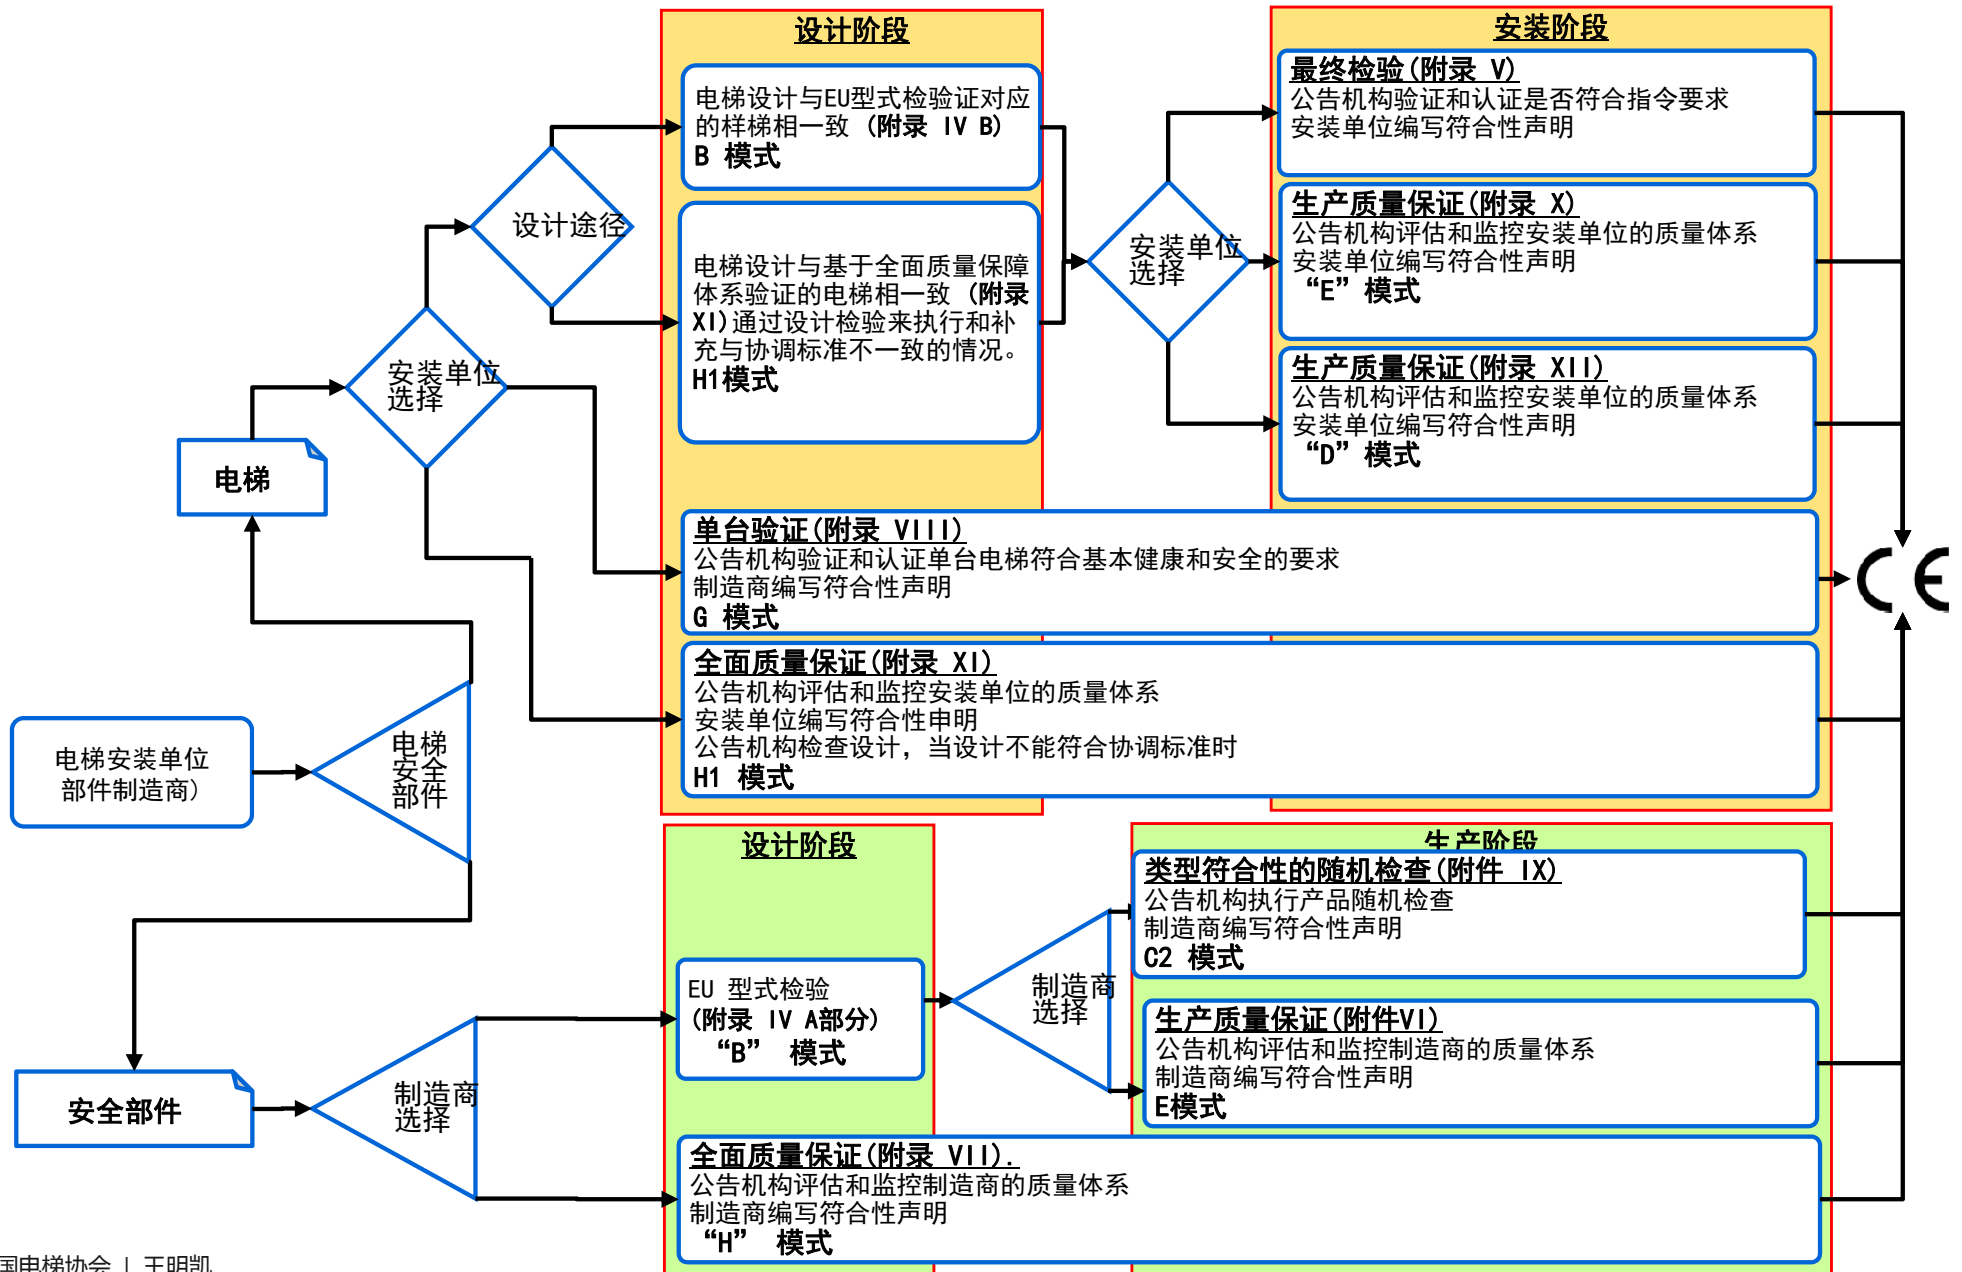 设计阶段
电梯设计与EU型式检验证对应
的样梯相一致 (附录 IV B)
B 模式
电梯设计与基于全面质量保障
体系验证的电梯相一致 (附录
XI)通过设计检验来执行和补
充与协调标准不一致的情况。
H1模式
安装阶段
最终检验(附录 V)
公告机构验证和认证是否符合指令要求
安装单位编写符合性声明
生产质量保证(附录 X)
公告机构评估和监控安装单位的质量体系
安装单位编写符合性声明
“E”模式
生产质量保证(附录 XII)
公告机构评估和监控安装单位的质量体系
安装单位编写符合性声明
“D”模式
设计途径
安装单位
选择
安装单位
选择
电梯
单台验证(附录 VIII)
公告机构验证和认证单台电梯符合基本健康和安全的要求
制造商编写符合性声明
G 模式
CE
全面质量保证(附录 XI)
公告机构评估和监控安装单位的质量体系
安装单位编写符合性申明
公告机构检查设计，当设计不能符合协调标准时
H1 模式
电梯安装单位
部件制造商)
电梯
安全
部件
设计阶段
生产阶段
类型符合性的随机检查(附件 IX)
公告机构执行产品随机检查
制造商编写符合性声明
C2 模式
EU 型式检验
(附录 IV A部分)
“B” 模式
制造商
选择
生产质量保证(附件VI)
公告机构评估和监控制造商的质量体系
制造商编写符合性声明
E模式
安全部件
制造商
选择
全面质量保证(附录 VII).
公告机构评估和监控制造商的质量体系
制造商编写符合性声明
“H” 模式
国电梯协会 | 王明凯